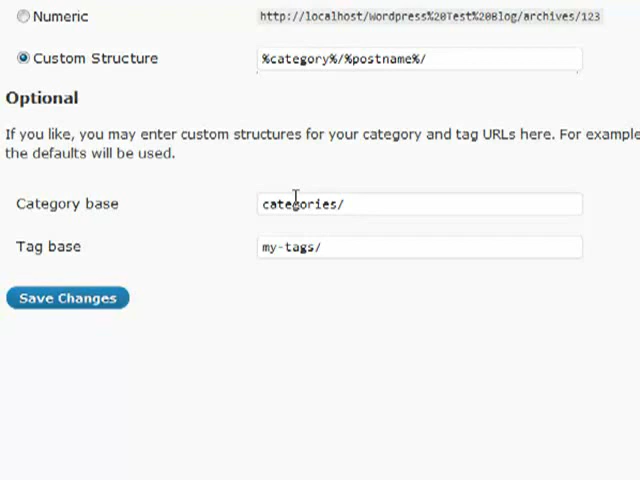 Numeric http://localhost/Wordpress%20Test%20Blog/archives/123
Custom Structure %category%/%postname%/
Optional
If you like, you may enter custom structures for your category and tag URLs here. For example
the defaults will be used.
Category base categories/
Tag base my-tags/
Save Changes